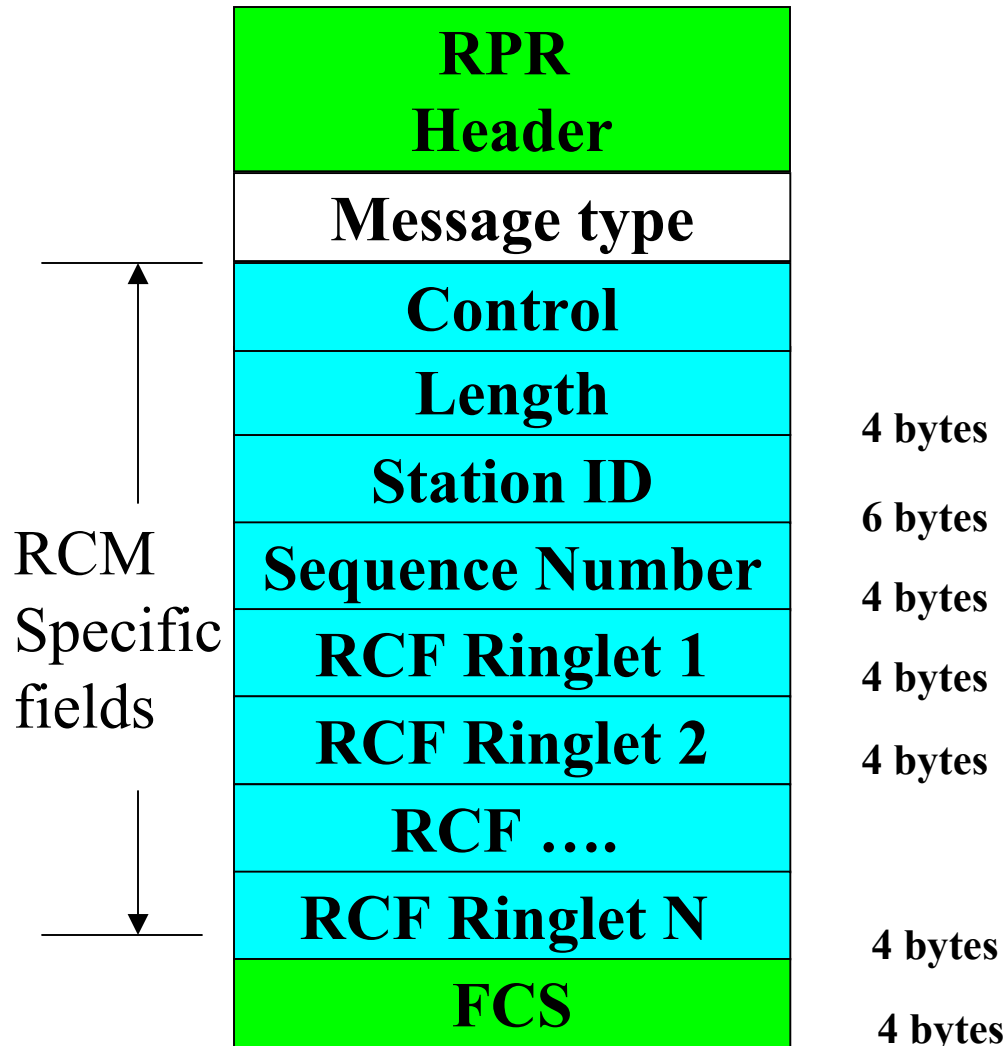 RPR
Header
Message type
Control
Length
4 bytes
Station ID
6 bytes
RCM
Specific
fields
Sequence Number
4 bytes
RCF Ringlet 1
4 bytes
RCF Ringlet 2
4 bytes
RCF ….
RCF Ringlet N
4 bytes
FCS
4 bytes